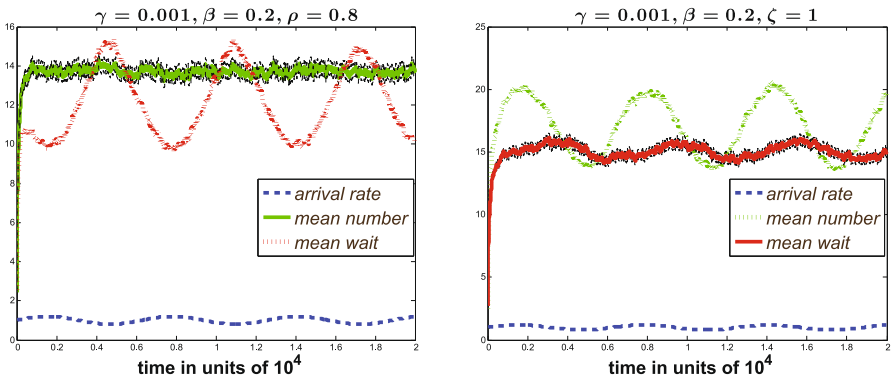 γ = 0.001, β = 0.2, ρ = 0.8
16
14
12
10
8
6
4
2
0
arrival rate
mean number
mean wait
0 0.2 0.4 0.6 0.8 1 1.2 1.4 1.6 1.8 2
time in units of 10^4
γ = 0.001, β = 0.2, ζ = 1
25
20
15
10
5
0
arrival rate
mean number
mean wait
0 0.2 0.4 0.6 0.8 1 1.2 1.4 1.6 1.8 2
time in units of 10^4